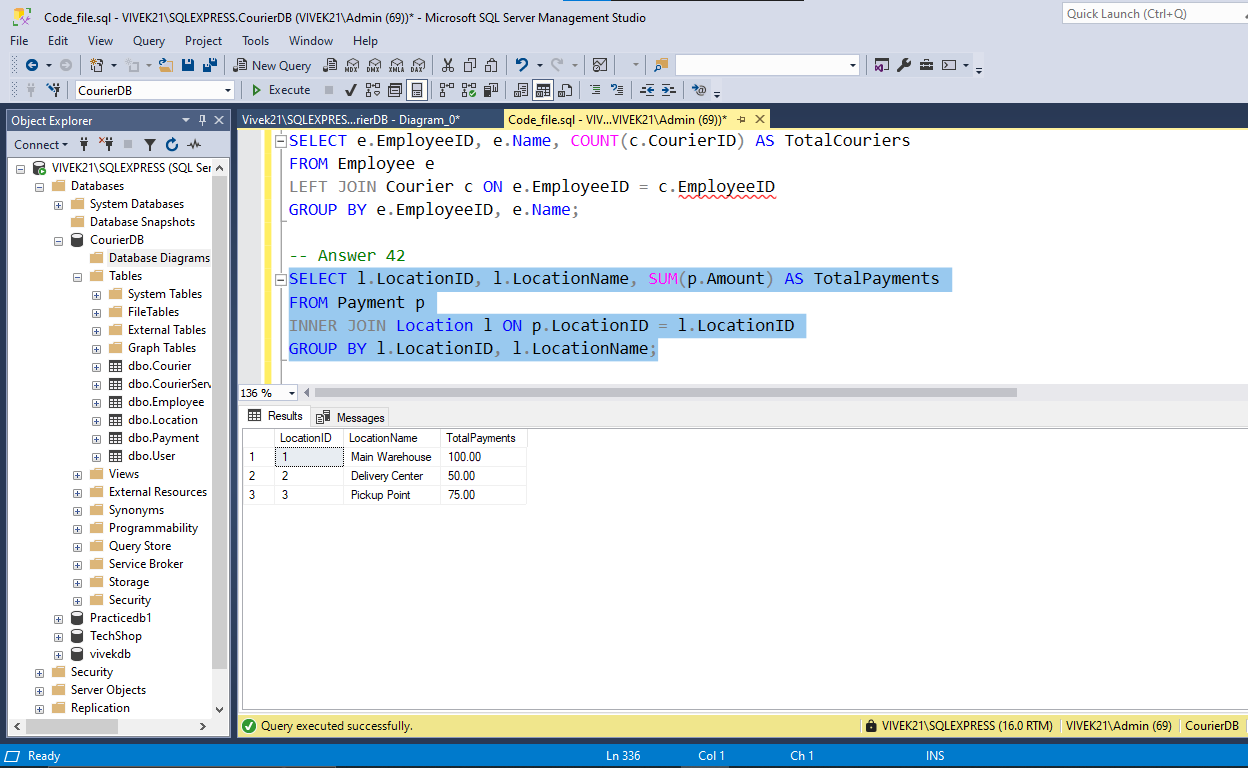 Code_file.sql - VIVEK21\SQLEXPRESS.CourierDB (VIVEK21\Admin (69))* - Microsoft SQL Server Management Studio
Quick Launch (Ctrl+Q)
File Edit View Query Project Tools Window Help
New Query MDX DMX XMLA DAX
CourierDB Execute
Object Explorer
Vivek21\SQLEXPRES...rierDB - Diagram_0*
Code_file.sql - VIV...VIVEK21\Admin (69))*
Connect
VIVEK21\SQLEXPRESS (SQL Ser
Databases
System Databases
Database Snapshots
CourierDB
Database Diagrams
Tables
System Tables
FileTables
External Tables
Graph Tables
dbo.Courier
dbo.CourierServ
dbo.Employee
dbo.Location
dbo.Payment
dbo.User
Views
External Resources
Synonyms
Programmability
Query Store
Service Broker
Storage
Security
Practicedb1
TechShop
vivekdb
Security
Server Objects
Replication
SELECT e.EmployeeID, e.Name, COUNT(c.CourierID) AS TotalCouriers
FROM Employee e
LEFT JOIN Courier c ON e.EmployeeID = c.EmployeeID
GROUP BY e.EmployeeID, e.Name;
-- Answer 42
SELECT l.LocationID, l.LocationName, SUM(p.Amount) AS TotalPayments
FROM Payment p
INNER JOIN Location l ON p.LocationID = l.LocationID
GROUP BY l.LocationID, l.LocationName;
136 %
Results Messages
LocationID LocationName TotalPayments
1 1 Main Warehouse 100.00
2 2 Delivery Center 50.00
3 3 Pickup Point 75.00
Query executed successfully.
VIVEK21\SQLEXPRESS (16.0 RTM) VIVEK21\Admin (69) CourierDB
Ready Ln 336 Col 1 Ch 1 INS